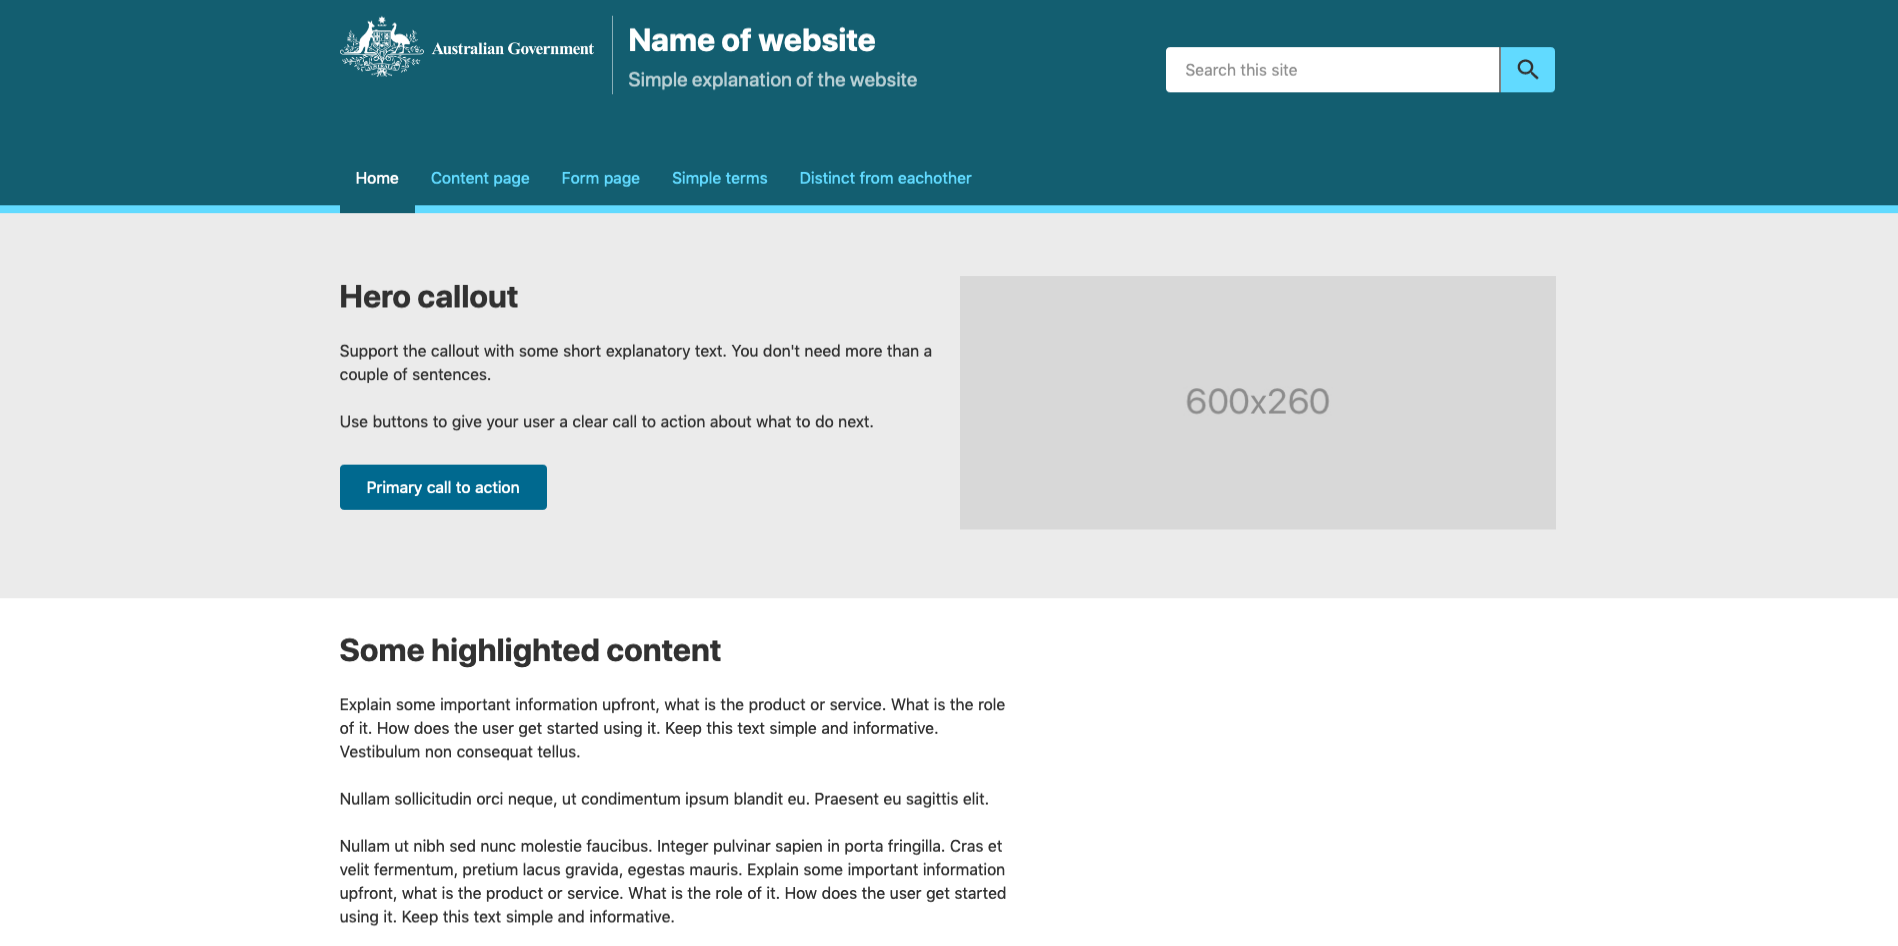 Australian Government
Name of website
Simple explanation of the website
Search this site
Home
Content page
Form page
Simple terms
Distinct from eachother
Hero callout
Support the callout with some short explanatory text. You don't need more than a
couple of sentences.
Use buttons to give your user a clear call to action about what to do next.
Primary call to action
600x260
Some highlighted content
Explain some important information upfront, what is the product or service. What is the role
of it. How does the user get started using it. Keep this text simple and informative.
Vestibulum non consequat tellus.
Nullam sollicitudin orci neque, ut condimentum ipsum blandit eu. Praesent eu sagittis elit.
Nullam ut nibh sed nunc molestie faucibus. Integer pulvinar sapien in porta fringilla. Cras et
velit fermentum, pretium lacus gravida, egestas mauris. Explain some important information
upfront, what is the product or service. What is the role of it. How does the user get started
using it. Keep this text simple and informative.